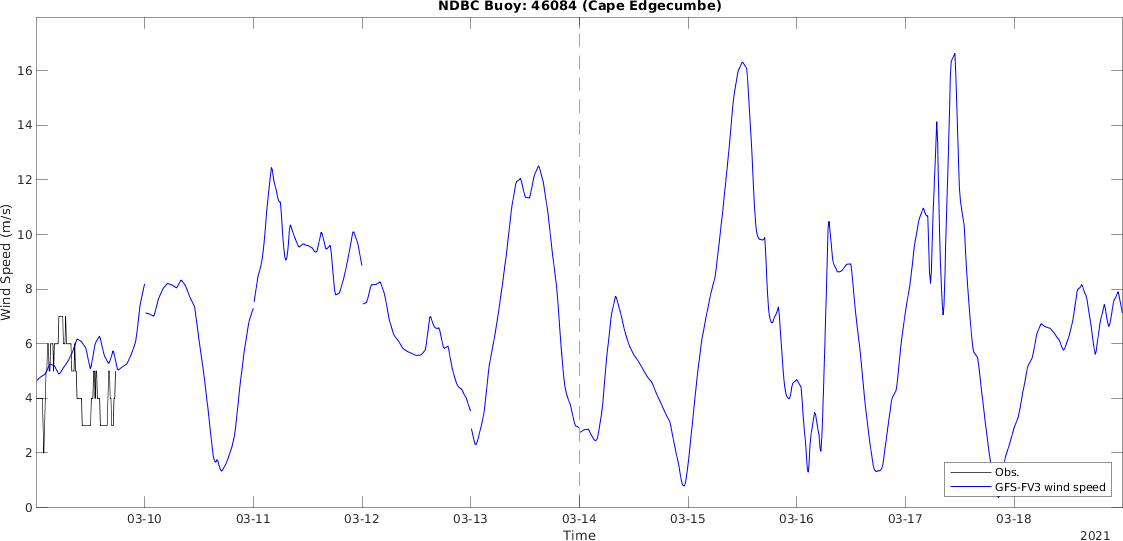 NDBC Buoy: 46084 (Cape Edgecumbe)
16
14
12
10
8
6
4
2
0
Wind Speed (m/s)
03-10 03-11 03-12 03-13 03-14 03-15 03-16 03-17 03-18
Time
2021
Obs.
GFS-FV3 wind speed